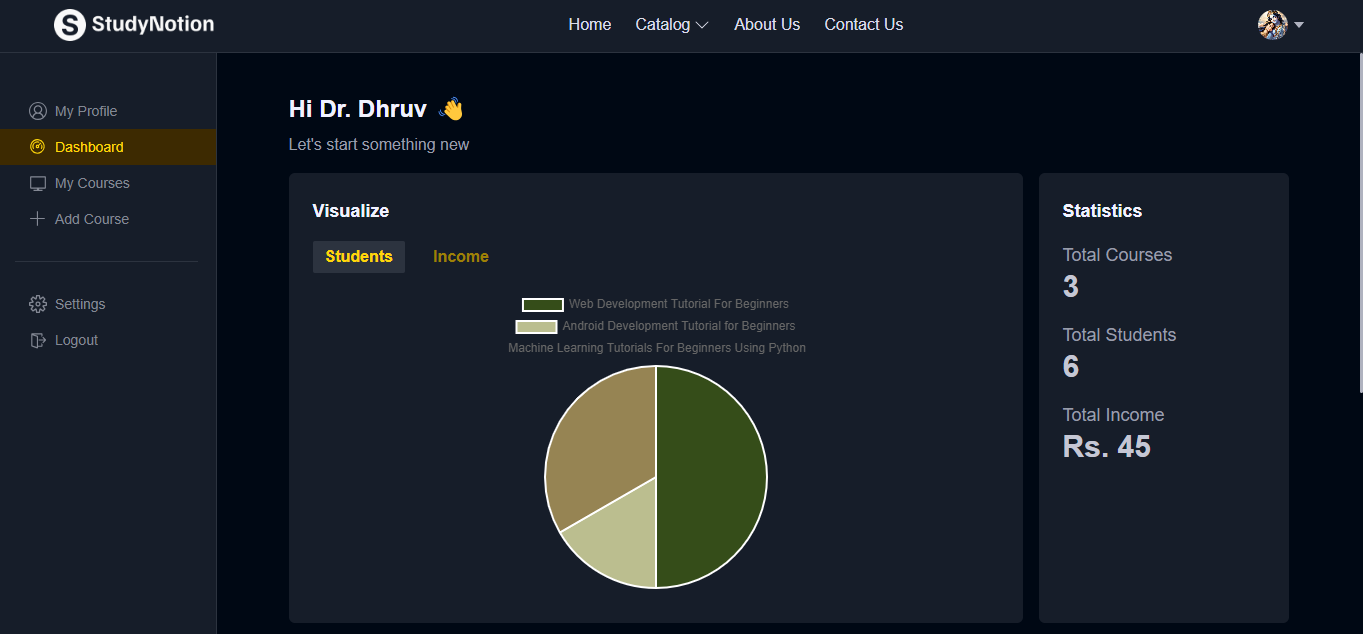 StudyNotion
Home Catalog About Us Contact Us
My Profile
Dashboard
My Courses
Add Course
Settings
Logout
Hi Dr. Dhruv 👋
Let's start something new
Visualize
Students Income
Web Development Tutorial For Beginners
Android Development Tutorial for Beginners
Machine Learning Tutorials For Beginners Using Python
Statistics
Total Courses
3
Total Students
6
Total Income
Rs. 45